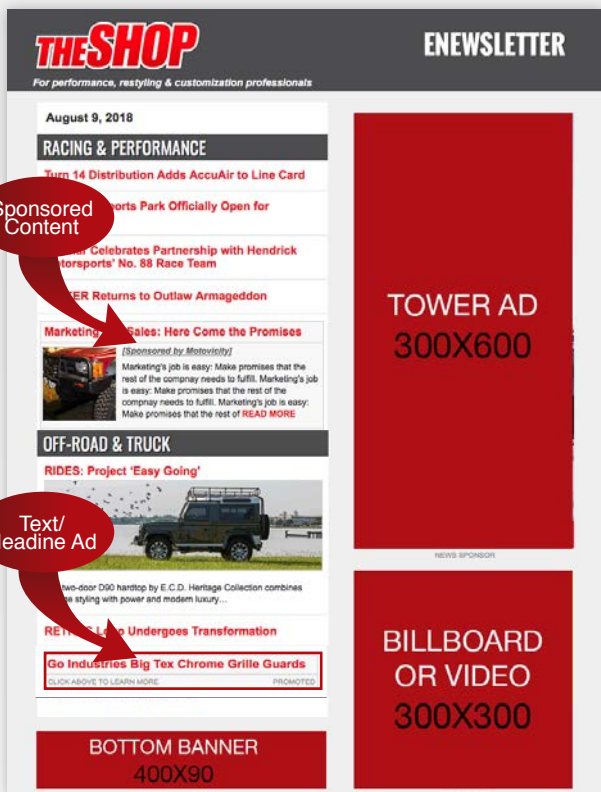 THE SHOP
ENEWSLETTER
For performance, restyling & customization professionals
August 9, 2018
RACING & PERFORMANCE
Turn 14 Distribution Adds AccuAir to Line Card
Sponsored
Content
Park Officially Open for
Celebrates Partnership with Hendrick
Motorsports' No. 88 Race Team
Returns to Outlaw Armageddon
Marketing Sales: Here Come the Promises
[Sponsored by Motovicity]
Marketing's job is easy: Make promises that the
rest of the compnay needs to fulfill. Marketing's job
is easy: Make promises that the rest of the
compnay needs to fulfill. Marketing's job is easy:
Make promises that the rest of READ MORE
TOWER AD
300X600
OFF-ROAD & TRUCK
RIDES: Project 'Easy Going'
Text/
Headine Ad
two-door D90 hardtop by E.C.D. Heritage Collection combines
styling with power and modern luxury…
Undergoes Transformation
Go Industries Big Tex Chrome Grille Guards
CLICK ABOVE TO LEARN MORE
PROMOTED
NEWS SPONSOR
BILLBOARD
OR VIDEO
300X300
BOTTOM BANNER
400X90